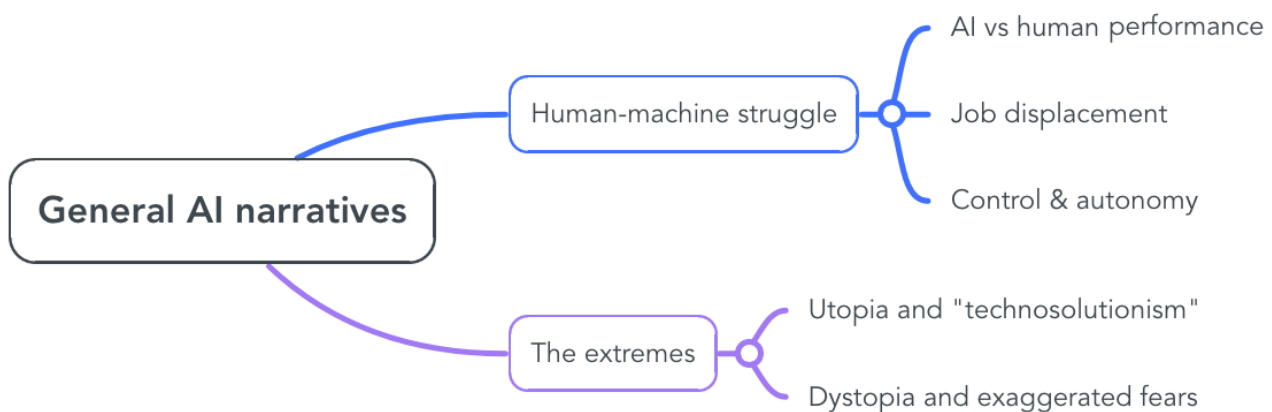 General AI narratives
Human-machine struggle
AI vs human performance
Job displacement
Control & autonomy
The extremes
Utopia and "technosolutionism"
Dystopia and exaggerated fears